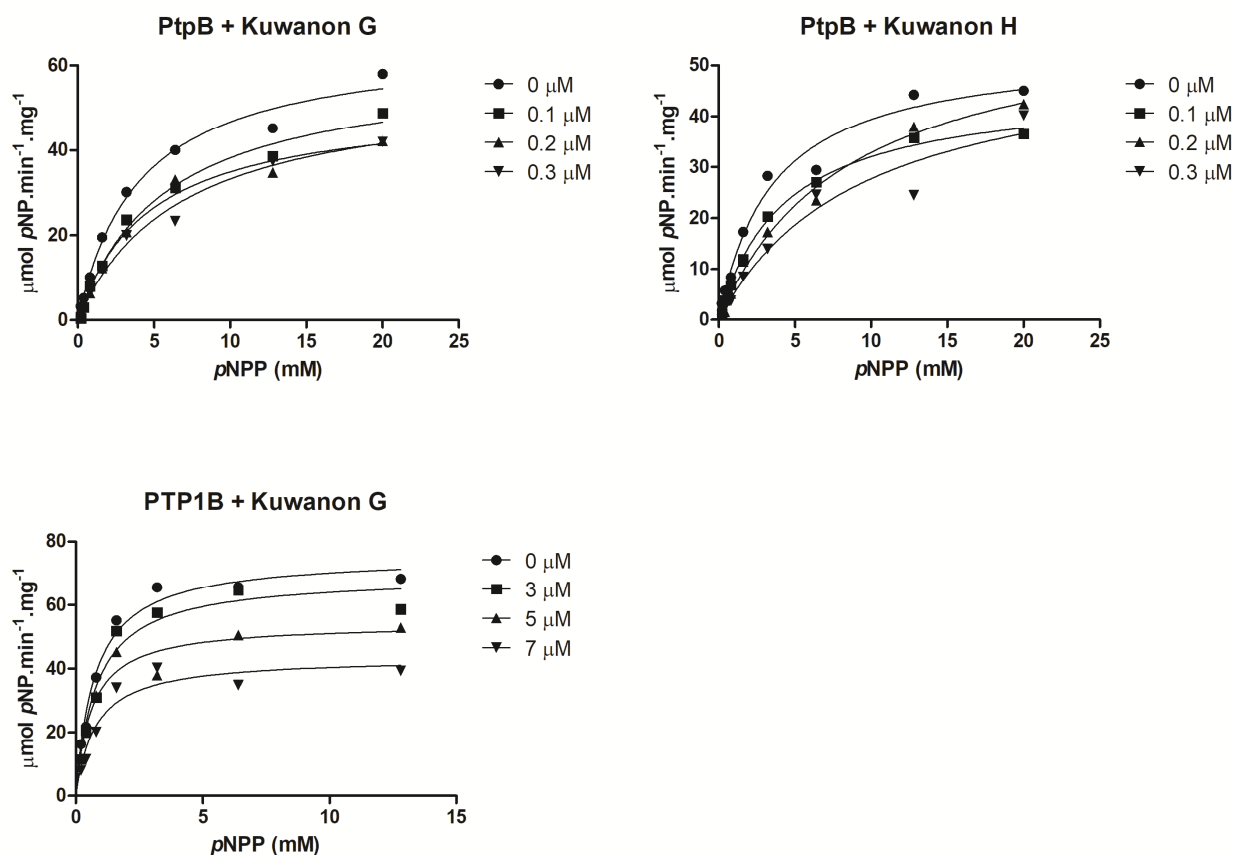 PtpB + Kuwanon G
μmol pNP.min⁻¹.mg⁻¹
60
40
20
0
0 5 10 15 20 25
pNPP (mM)
0 μM
0.1 μM
0.2 μM
0.3 μM
PtpB + Kuwanon H
μmol pNP.min⁻¹.mg⁻¹
50
40
30
20
10
0
0 5 10 15 20 25
pNPP (mM)
0 μM
0.1 μM
0.2 μM
0.3 μM
PTP1B + Kuwanon G
μmol pNP.min⁻¹.mg⁻¹
80
60
40
20
0
0 5 10 15
pNPP (mM)
0 μM
3 μM
5 μM
7 μM